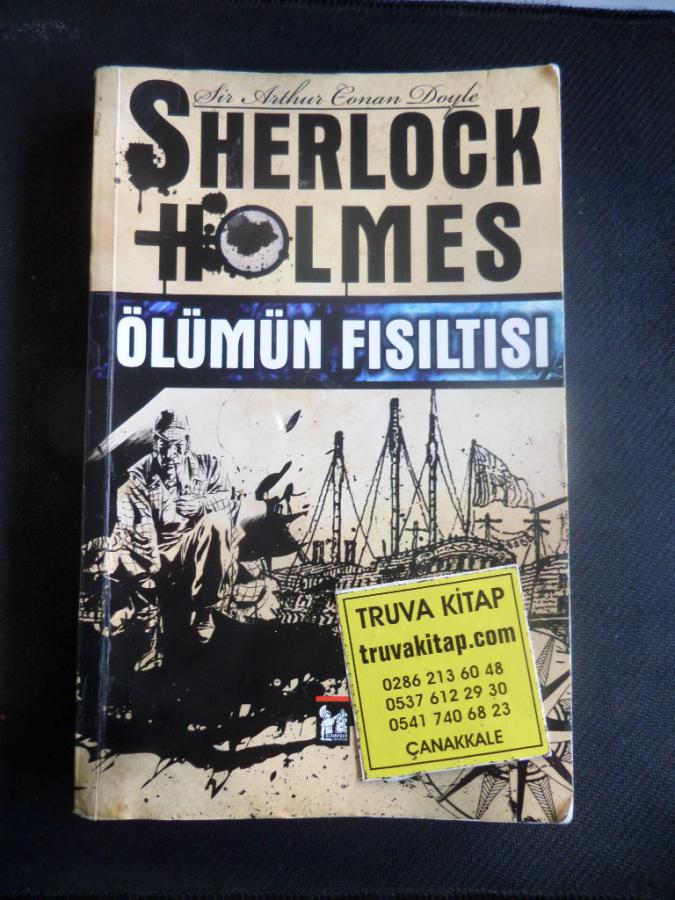 Sir Arthur Conan Doyle
SHERLOCK
HOLMES
ÖLÜMÜN FISILTISI
TRUVA KİTAP
truvakitap.com
0286 213 60 48
0537 612 29 30
0541 740 68 23
ÇANAKKALE